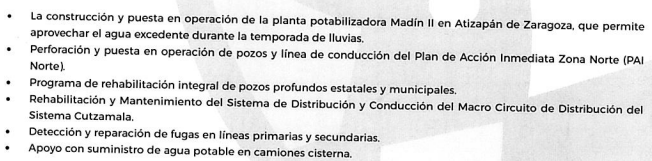 • La construcción y puesta en operación de la planta potabilizadora Madín II en Atizapán de Zaragoza, que permite
aprovechar el agua excedente durante la temporada de lluvias.
• Perforación y puesta en operación de pozos y línea de conducción del Plan de Acción Inmediata Zona Norte (PAI
Norte).
• Programa de rehabilitación integral de pozos profundos estatales y municipales.
• Rehabilitación y Mantenimiento del Sistema de Distribución y Conducción del Macro Circuito de Distribución del
Sistema Cutzamala.
• Detección y reparación de fugas en líneas primarias y secundarias.
• Apoyo con suministro de agua potable en camiones cisterna.